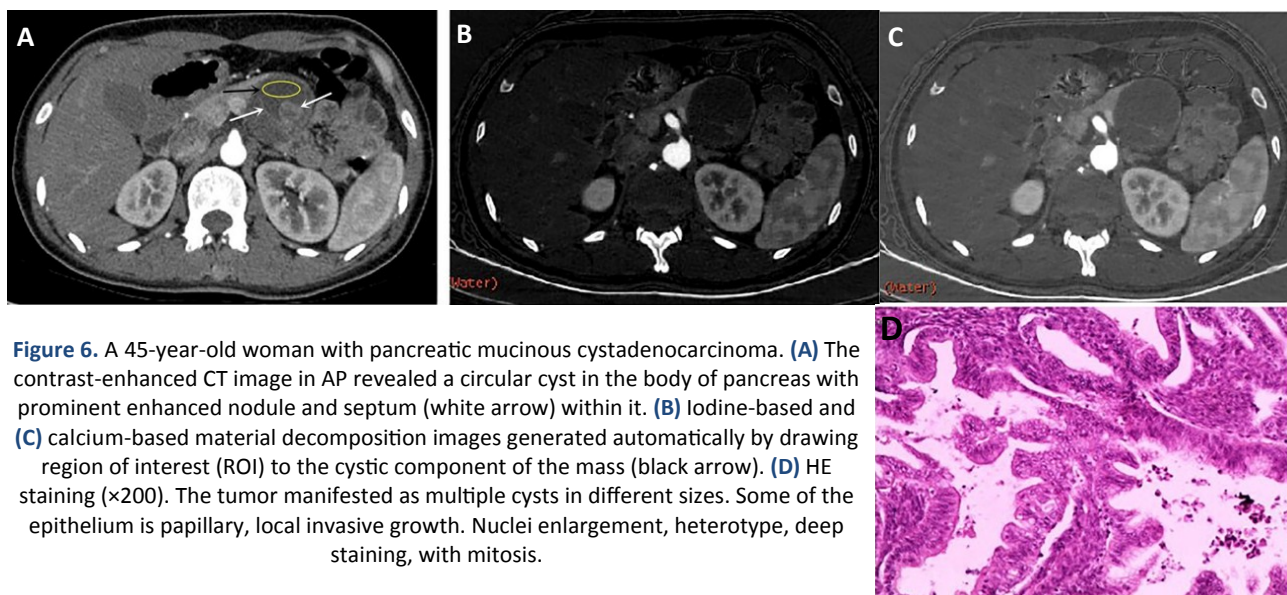 A
B
C
(Water)
(Water)
D
Figure 6. A 45-year-old woman with pancreatic mucinous cystadenocarcinoma. (A) The
contrast-enhanced CT image in AP revealed a circular cyst in the body of pancreas with
prominent enhanced nodule and septum (white arrow) within it. (B) Iodine-based and
(C) calcium-based material decomposition images generated automatically by drawing
region of interest (ROI) to the cystic component of the mass (black arrow). (D) HE
staining (×200). The tumor manifested as multiple cysts in different sizes. Some of the
epithelium is papillary, local invasive growth. Nuclei enlargement, heterotype, deep
staining, with mitosis.